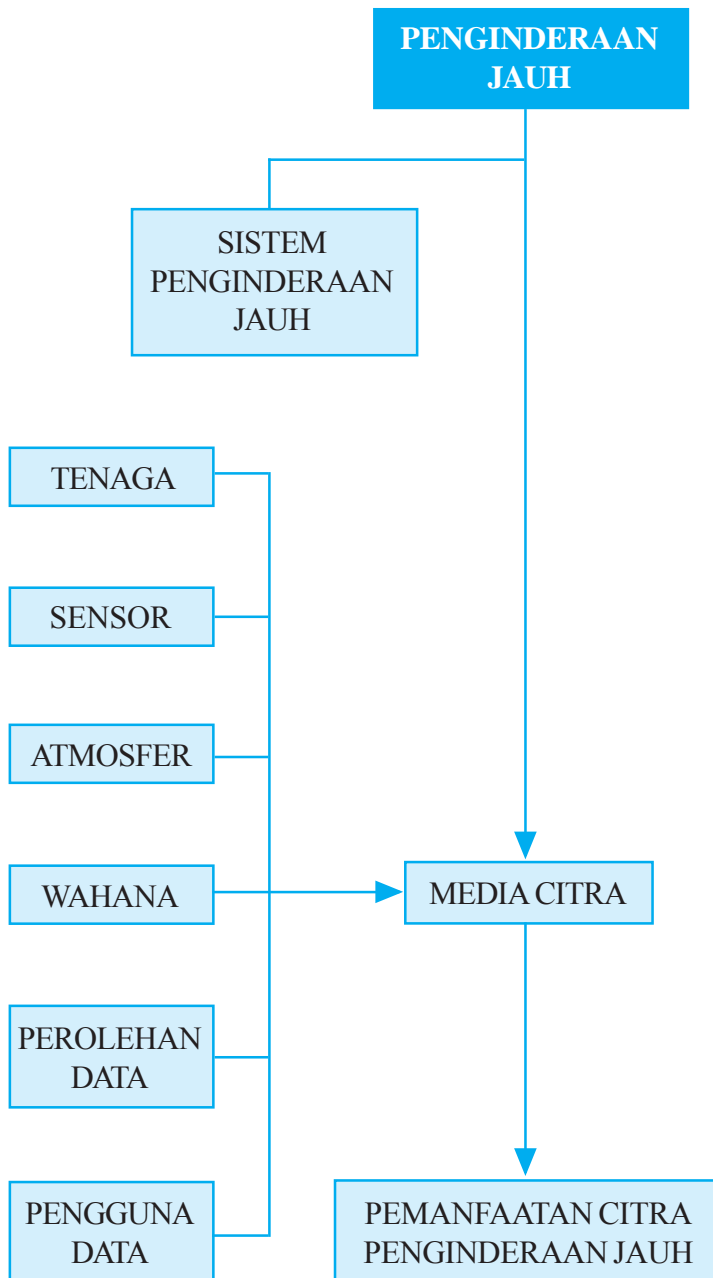 PENGINDERAAN
JAUH
SISTEM
PENGINDERAAN
JAUH
TENAGA
SENSOR
ATMOSFER
WAHANA
MEDIA CITRA
PEROLEHAN
DATA
PENGGUNA
DATA
PEMANFAATAN CITRA
PENGINDERAAN JAUH